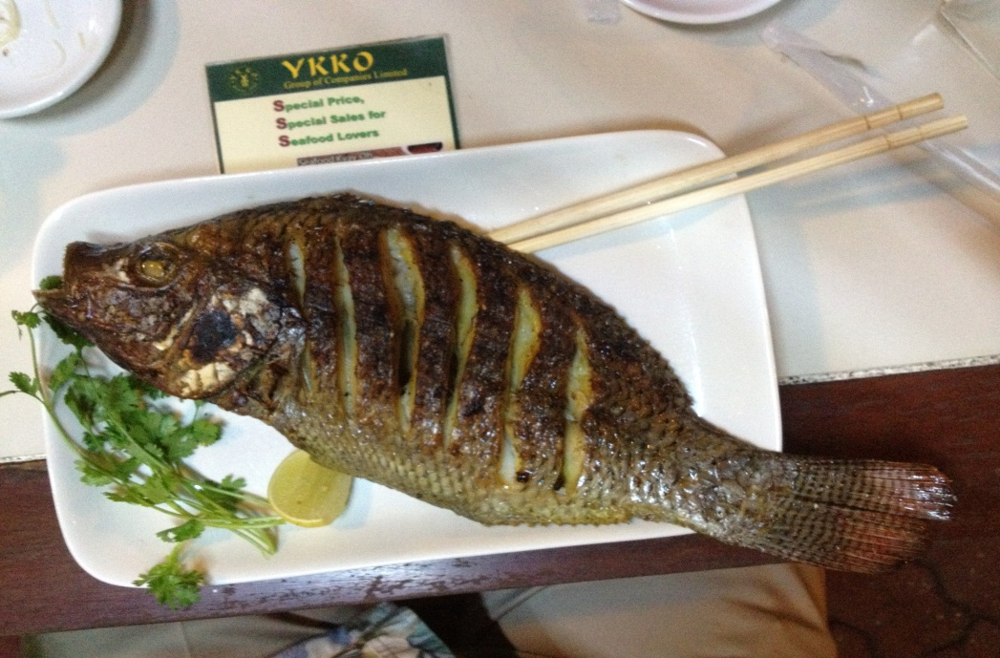 YKKO
Group of Companies Limited
Special Price,
Special Sales for
Seafood Lovers